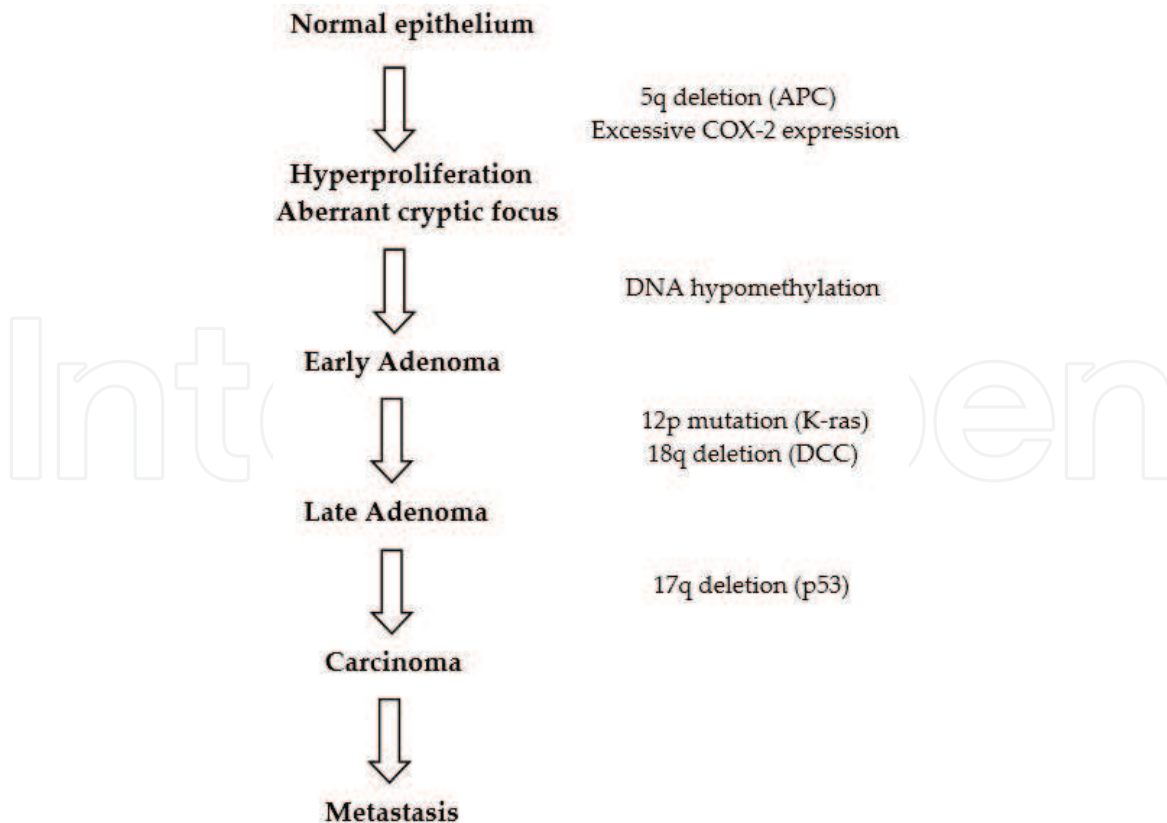 Normal epithelium
5q deletion (APC)
Excessive COX-2 expression
Hyperproliferation
Aberrant cryptic focus
DNA hypomethylation
Early Adenoma
12p mutation (K-ras)
18q deletion (DCC)
Late Adenoma
17q deletion (p53)
Carcinoma
Metastasis